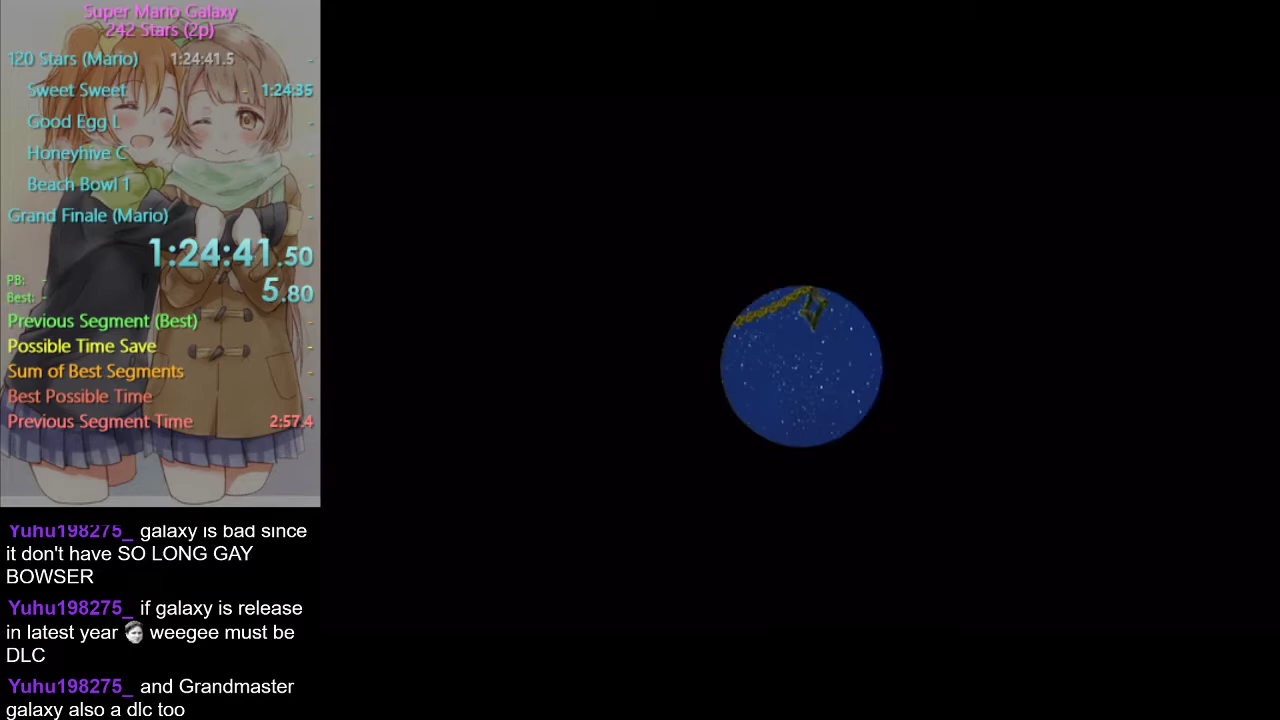 Super Mario Galaxy
242 Stars (2p)
120 Stars (Mario) 1:24:41.5 -
Sweet Sweet - 1:24:35
Good Egg L -
Honeyhive C -
Beach Bowl 1 -
Grand Finale (Mario) -
1:24:41.50
PB: - 5.80
Best: -
Previous Segment (Best) -
Possible Time Save -
Sum of Best Segments -
Best Possible Time -
Previous Segment Time 2:57.4
Yuhu198275_ galaxy is bad since
it don't have SO LONG GAY
BOWSER
Yuhu198275_ if galaxy is release
in latest year weegee must be
DLC
Yuhu198275_ and Grandmaster
galaxy also a dlc too